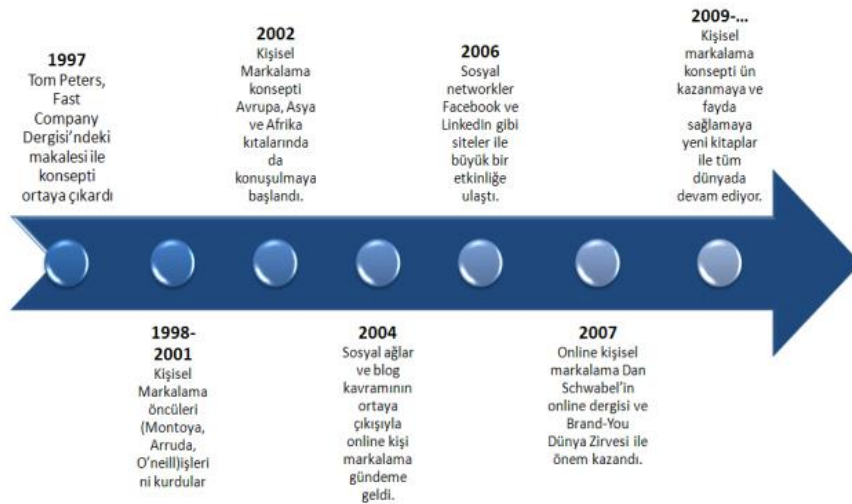 1997
Tom Peters,
Fast
Company
Dergisi'ndeki
makalesi ile
konsepti
ortaya çıkardı
1998-
2001
Kişisel
Markalama
öncüleri
(Montoya,
Arruda,
O'neill)işleri
ni kurdular
2002
Kişisel
Markalama
konsepti
Avrupa, Asya
ve Afrika
kıtalarında
da
konuşulmaya
başlandı.
2004
Sosyal ağlar
ve blog
kavramının
ortaya
çıkışıyla
online kişi
markalama
gündeme
geldi.
2006
Sosyal
networkler
Facebook ve
Linkedin gibi
siteler ile
büyük bir
etkinliğe
ulaştı.
2007
Online kişisel
markalama Dan
Schwabel'in
online dergisi ve
Brand-You
Dünya Zirvesi ile
önem kazandı.
2009-...
Kişisel
markalama
konsepti ün
kazanmaya ve
fayda
sağlamaya
yeni kitaplar
ile tüm
dünyada
devam ediyor.